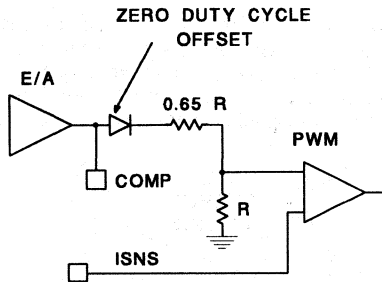 ZERO DUTY CYCLE
OFFSET
E/A
0.65 R
PWM
COMP
R
ISNS